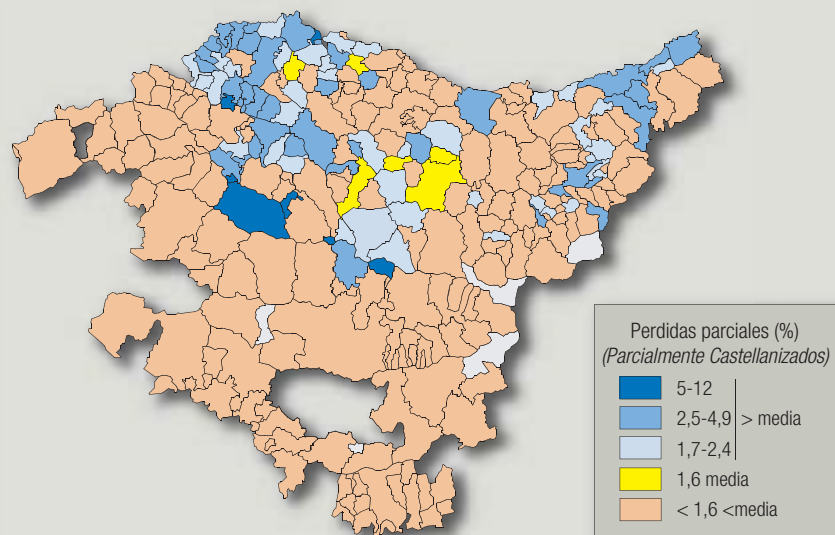 Perdidas parciales (%)
(Parcialmente Castellanizados)
5-12
2,5-4,9 > media
1,7-2,4
1,6 media
< 1,6 <media